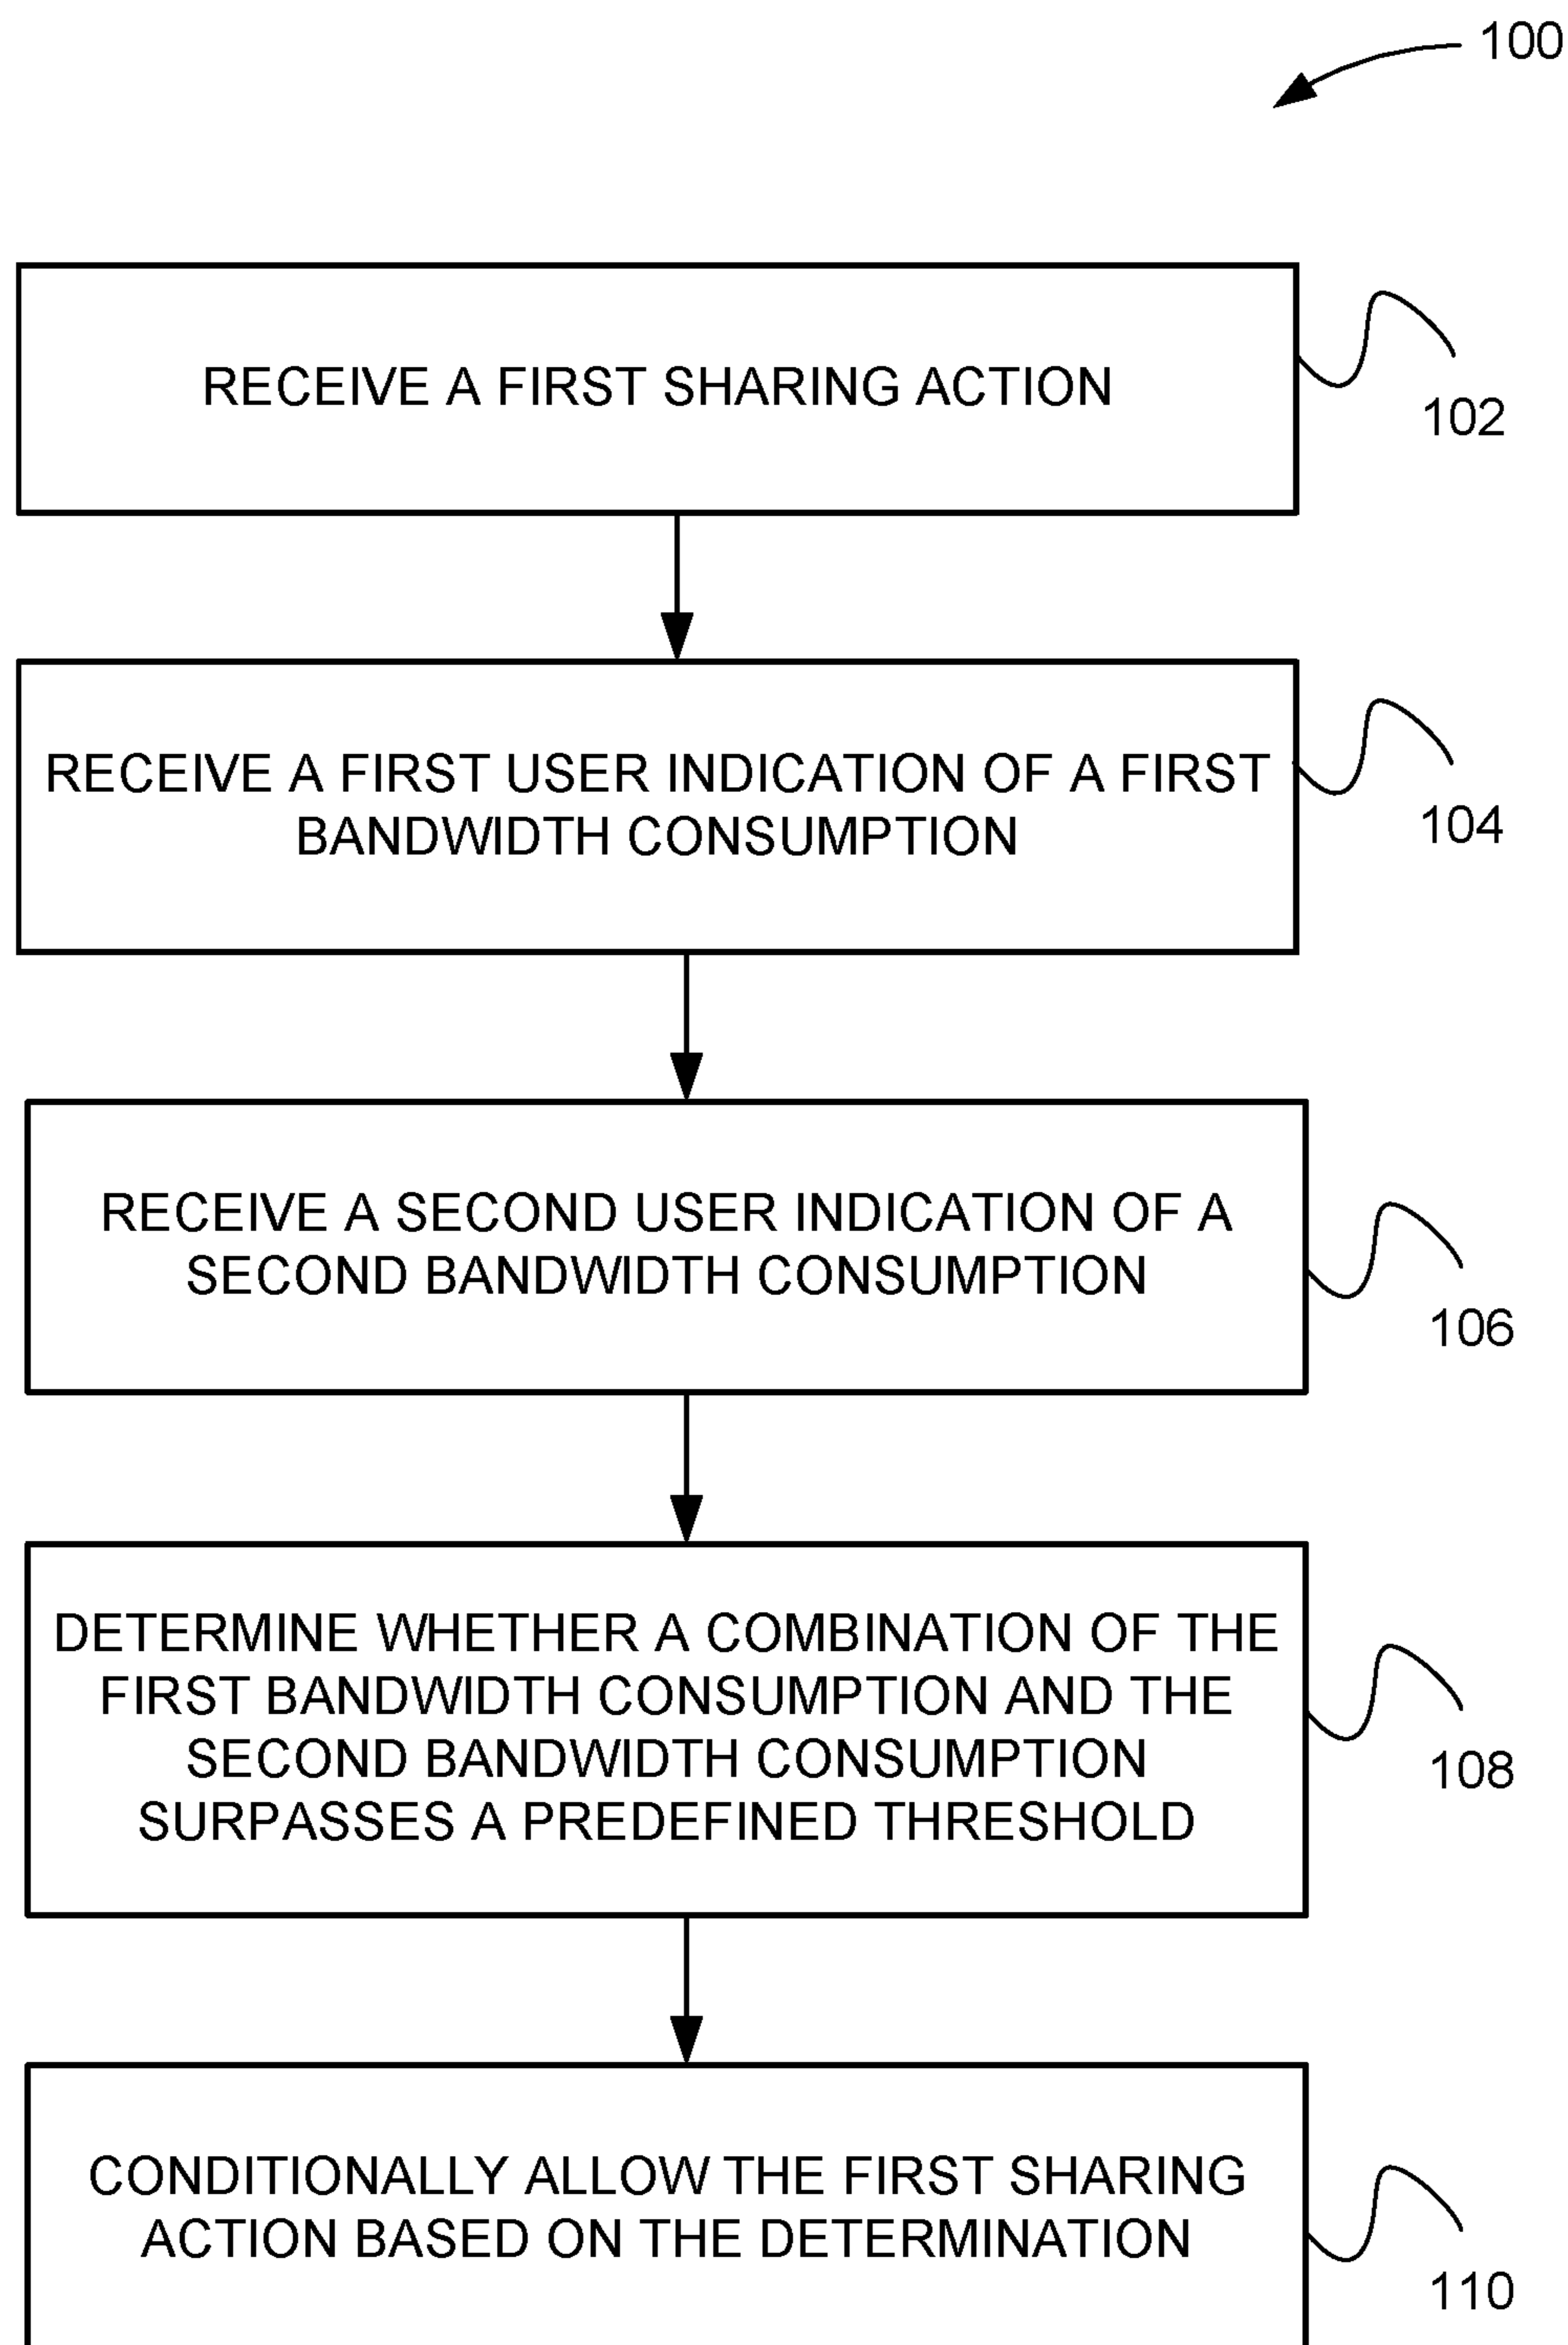 100
RECEIVE A FIRST SHARING ACTION
102
RECEIVE A FIRST USER INDICATION OF A FIRST
BANDWIDTH CONSUMPTION
104
RECEIVE A SECOND USER INDICATION OF A
SECOND BANDWIDTH CONSUMPTION
106
DETERMINE WHETHER A COMBINATION OF THE
FIRST BANDWIDTH CONSUMPTION AND THE
SECOND BANDWIDTH CONSUMPTION
SURPASSES A PREDEFINED THRESHOLD
108
CONDITIONALLY ALLOW THE FIRST SHARING
ACTION BASED ON THE DETERMINATION
110